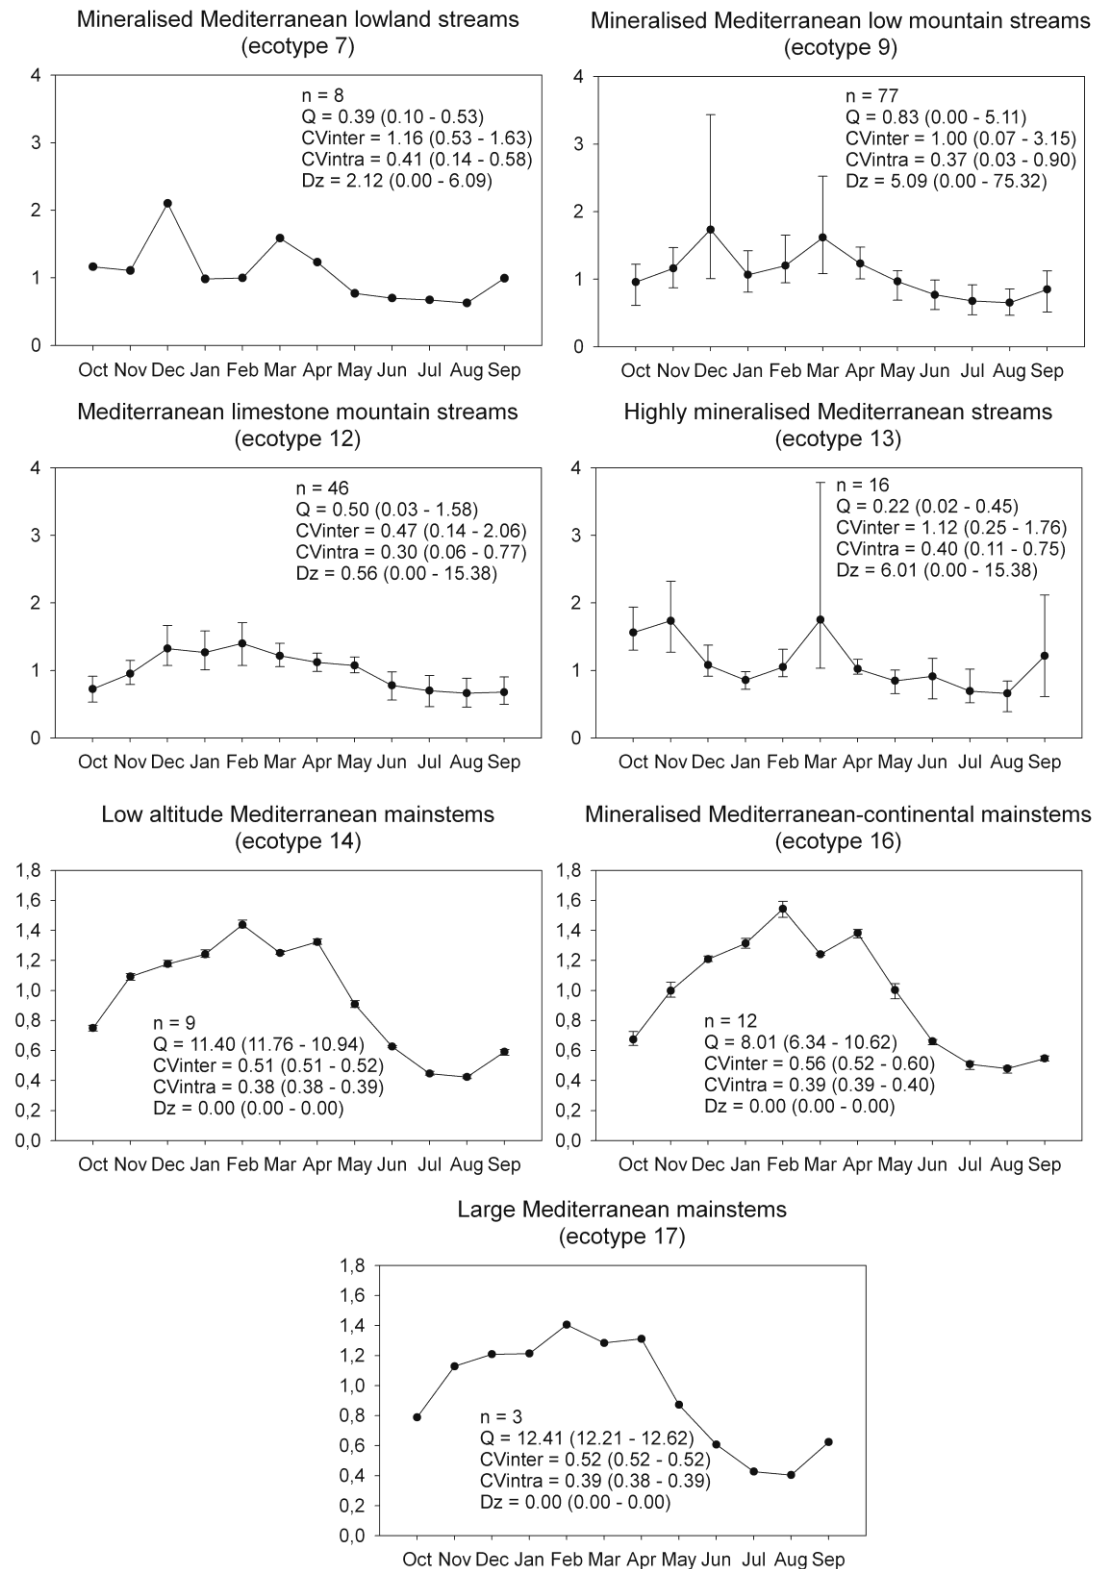 Mineralised Mediterranean lowland streams
(ecotype 7)
4
3
2
1
0
n = 8
Q = 0.39 (0.10 - 0.53)
CVinter = 1.16 (0.53 - 1.63)
CVintra = 0.41 (0.14 - 0.58)
Dz = 2.12 (0.00 - 6.09)
Oct Nov Dec Jan Feb Mar Apr May Jun Jul Aug Sep
Mineralised Mediterranean low mountain streams
(ecotype 9)
4
3
2
1
0
n = 77
Q = 0.83 (0.00 - 5.11)
CVinter = 1.00 (0.07 - 3.15)
CVintra = 0.37 (0.03 - 0.90)
Dz = 5.09 (0.00 - 75.32)
Oct Nov Dec Jan Feb Mar Apr May Jun Jul Aug Sep
Mediterranean limestone mountain streams
(ecotype 12)
4
3
2
1
0
n = 46
Q = 0.50 (0.03 - 1.58)
CVinter = 0.47 (0.14 - 2.06)
CVintra = 0.30 (0.06 - 0.77)
Dz = 0.56 (0.00 - 15.38)
Oct Nov Dec Jan Feb Mar Apr May Jun Jul Aug Sep
Highly mineralised Mediterranean streams
(ecotype 13)
4
3
2
1
0
n = 16
Q = 0.22 (0.02 - 0.45)
CVinter = 1.12 (0.25 - 1.76)
CVintra = 0.40 (0.11 - 0.75)
Dz = 6.01 (0.00 - 15.38)
Oct Nov Dec Jan Feb Mar Apr May Jun Jul Aug Sep
Low altitude Mediterranean mainstems
(ecotype 14)
1,8
1,6
1,4
1,2
1,0
0,8
0,6
0,4
0,2
0,0
n = 9
Q = 11.40 (11.76 - 10.94)
CVinter = 0.51 (0.51 - 0.52)
CVintra = 0.38 (0.38 - 0.39)
Dz = 0.00 (0.00 - 0.00)
Oct Nov Dec Jan Feb Mar Apr May Jun Jul Aug Sep
Mineralised Mediterranean-continental mainstems
(ecotype 16)
1,8
1,6
1,4
1,2
1,0
0,8
0,6
0,4
0,2
0,0
n = 12
Q = 8.01 (6.34 - 10.62)
CVinter = 0.56 (0.52 - 0.60)
CVintra = 0.39 (0.39 - 0.40)
Dz = 0.00 (0.00 - 0.00)
Oct Nov Dec Jan Feb Mar Apr May Jun Jul Aug Sep
Large Mediterranean mainstems
(ecotype 17)
1,8
1,6
1,4
1,2
1,0
0,8
0,6
0,4
0,2
0,0
n = 3
Q = 12.41 (12.21 - 12.62)
CVinter = 0.52 (0.52 - 0.52)
CVintra = 0.39 (0.38 - 0.39)
Dz = 0.00 (0.00 - 0.00)
Oct Nov Dec Jan Feb Mar Apr May Jun Jul Aug Sep